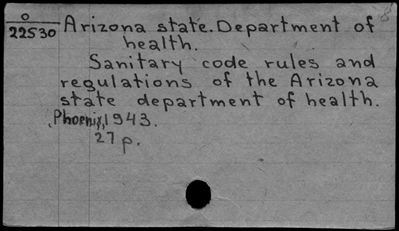 O
22530
Arizona state. Department of
health.
Sanitary code rules and
regulations of the Arizona
state department of health.
Phoenix, 1943.
27 p.